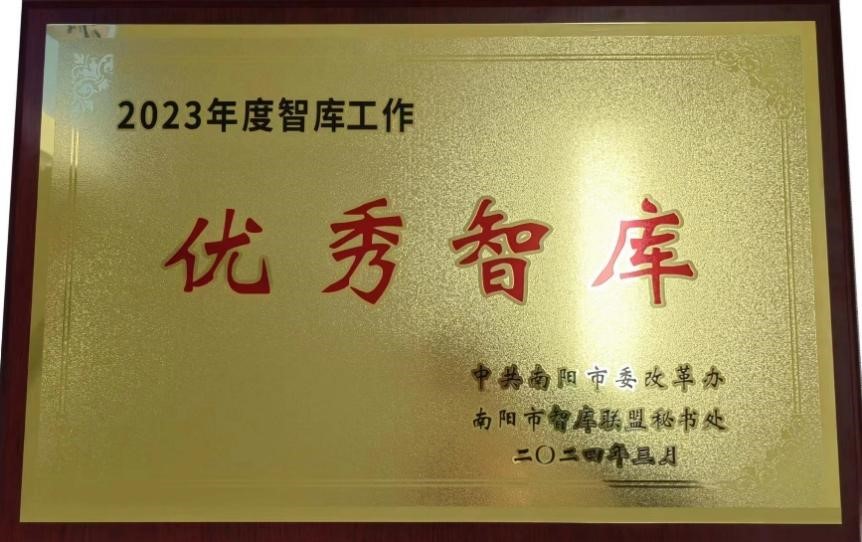 2023年度智库工作
优秀智库
中共南阳市委改革办
南阳市智库联盟秘书处
二〇二四年三月